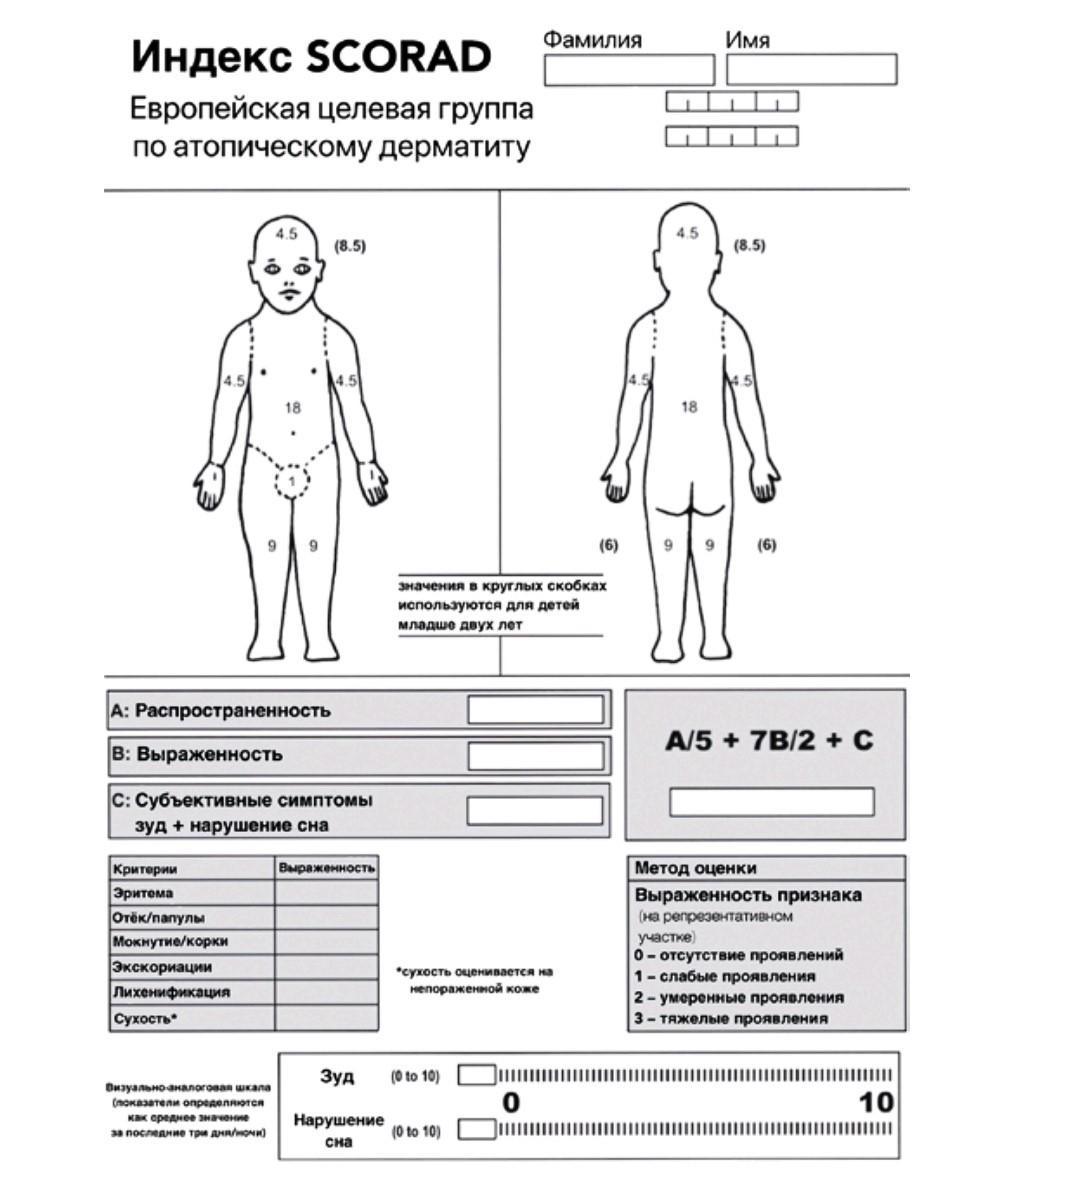 Индекс SCORAD
Европейская целевая группа
по атопическому дерматиту
Фамилия
Имя
4.5
(8.5)
4.5
4.5
18
1
9
9
4.5
(8.5)
4.5
4.5
18
(6)
9
9
(6)
значения в круглых скобках
используются для детей
младше двух лет
A: Распространенность
B: Выраженность
C: Субъективные симптомы
зуд + нарушение сна
A/5 + 7B/2 + C
Критерии
Выраженность
Эритема
Отёк/папулы
Мокнутие/корки
Экскориации
Лихенификация
Сухость*
*сухость оценивается на
непораженной коже
Метод оценки
Выраженность признака
(на репрезентативном
участке)
0 – отсутствие проявлений
1 – слабые проявления
2 – умеренные проявления
3 – тяжелые проявления
Визуально-аналоговая шкала
(показатели определяются
как среднее значение
за последние три дня/ночи)
Зуд (0 to 10)
0 10
Нарушение
сна (0 to 10)